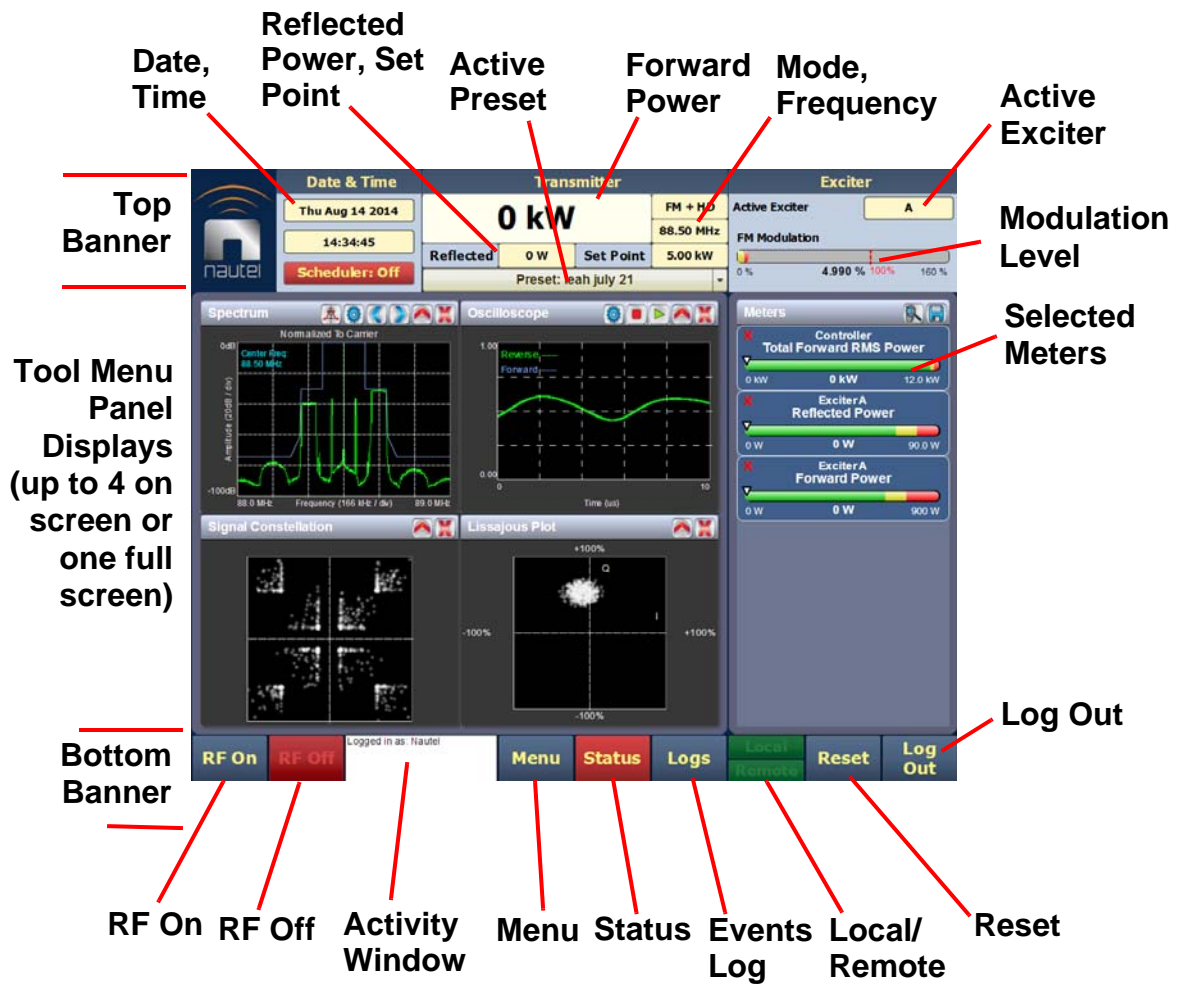 Date,
Time
Reflected
Power, Set
Point
Active
Preset
Forward
Power
Mode,
Frequency
Active
Exciter
Top
Banner
nautel
Date & Time
Thu Aug 14 2014
14:34:45
Scheduler: Off
Transmitter
0 kW
FM + HD
88.50 MHz
Reflected
0 W
Set Point
5.00 kW
Preset: leah july 21
Exciter
Active Exciter
A
FM Modulation
0 %
4.990 %
100%
160 %
Modulation
Level
Selected
Meters
Tool Menu
Panel
Displays
(up to 4 on
screen or
one full
screen)
Spectrum
Normalized To Carrier
0dB
Center Freq:
88.50 MHz
Amplitude (20dB / div)
-100dB
88.0 MHz
Frequency (166 kHz / div)
89.0 MHz
Oscilloscope
1.00
Reverse
Forward
0.00
0
10
Time (us)
Meters
Controller
Total Forward RMS Power
0 kW
0 kW
12.0 kW
Exciter A
Reflected Power
0 W
0 W
90.0 W
Exciter A
Forward Power
0 W
0 W
900 W
Signal Constellation
Lissajous Plot
+100%
Q
I
-100%
+100%
-100%
Log Out
Bottom
Banner
RF On
RF Off
Logged in as: Nautel
Menu
Status
Logs
Local
Remote
Reset
Log
Out
RF On
RF Off
Activity
Window
Menu
Status
Events
Log
Local/
Remote
Reset